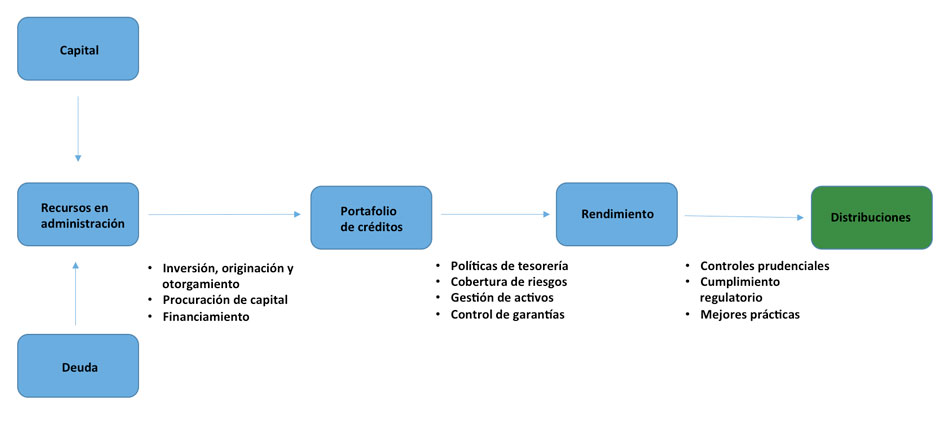 Capital
Recursos en
administración
Portafolio
de créditos
Rendimiento
Distribuciones
• Inversión, originación y
otorgamiento
• Procuración de capital
• Financiamiento
• Políticas de tesorería
• Cobertura de riesgos
• Gestión de activos
• Control de garantías
• Controles prudenciales
• Cumplimiento
regulatorio
• Mejores prácticas
Deuda